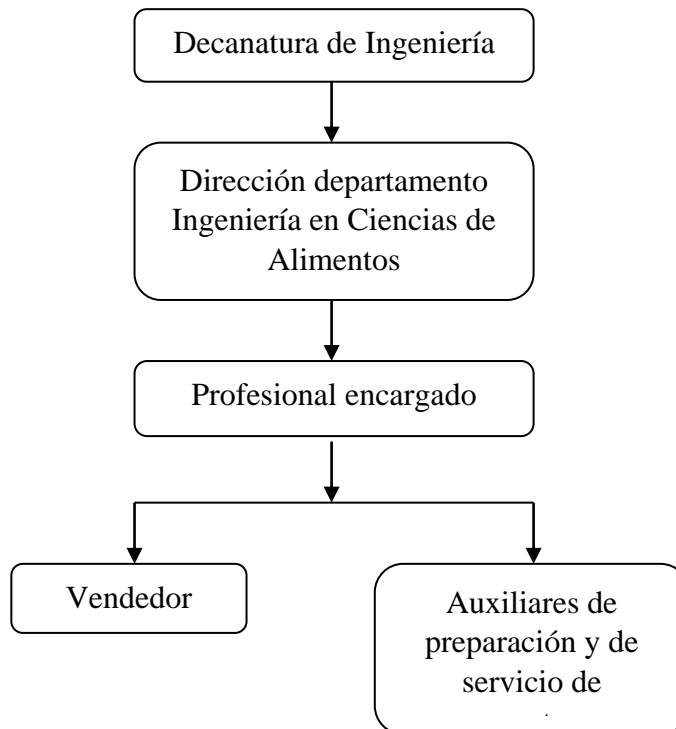 Decanatura de Ingeniería
Dirección departamento
Ingeniería en Ciencias de
Alimentos
Profesional encargado
Vendedor
Auxiliares de
preparación y de
servicio de